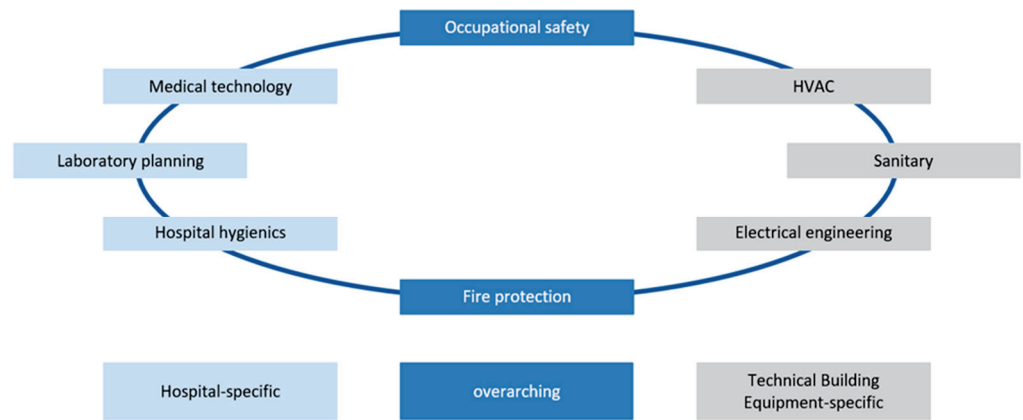 Occupational safety
Medical technology
HVAC
Laboratory planning
Sanitary
Hospital hygienics
Electrical engineering
Fire protection
Hospital-specific
overarching
Technical Building
Equipment-specific